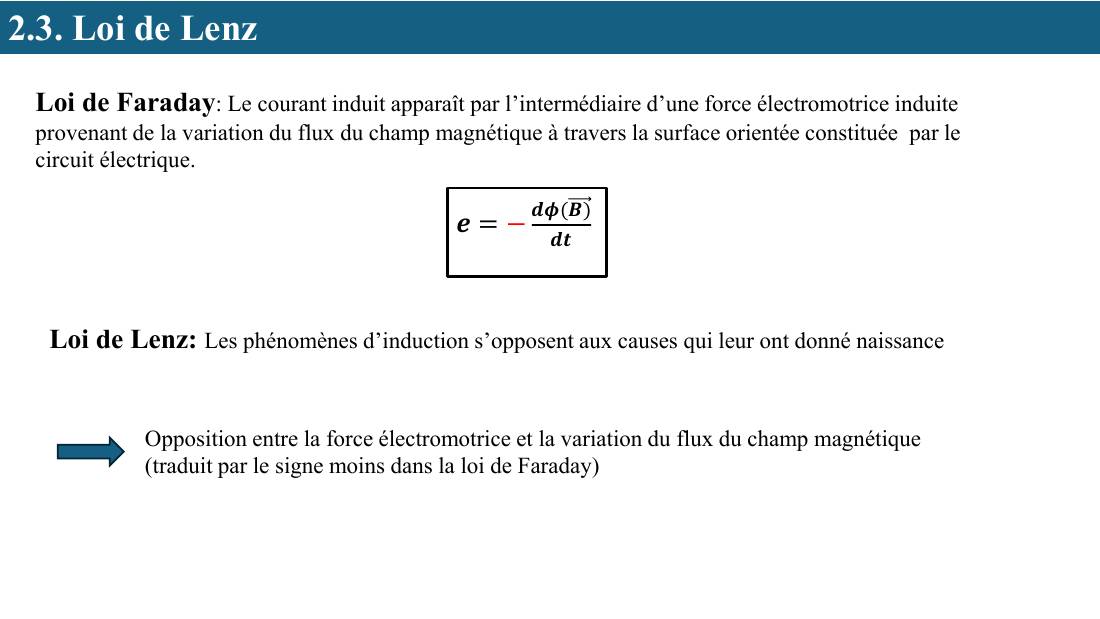 2.3. Loi de Lenz
Loi de Faraday: Le courant induit apparaît par l’intermédiaire d’une force électromotrice induite
provenant de la variation du flux du champ magnétique à travers la surface orientée constituée  par le
circuit électrique.
e = − dϕ(B⃗)/dt
Loi de Lenz: Les phénomènes d’induction s’opposent aux causes qui leur ont donné naissance
Opposition entre la force électromotrice et la variation du flux du champ magnétique
(traduit par le signe moins dans la loi de Faraday)